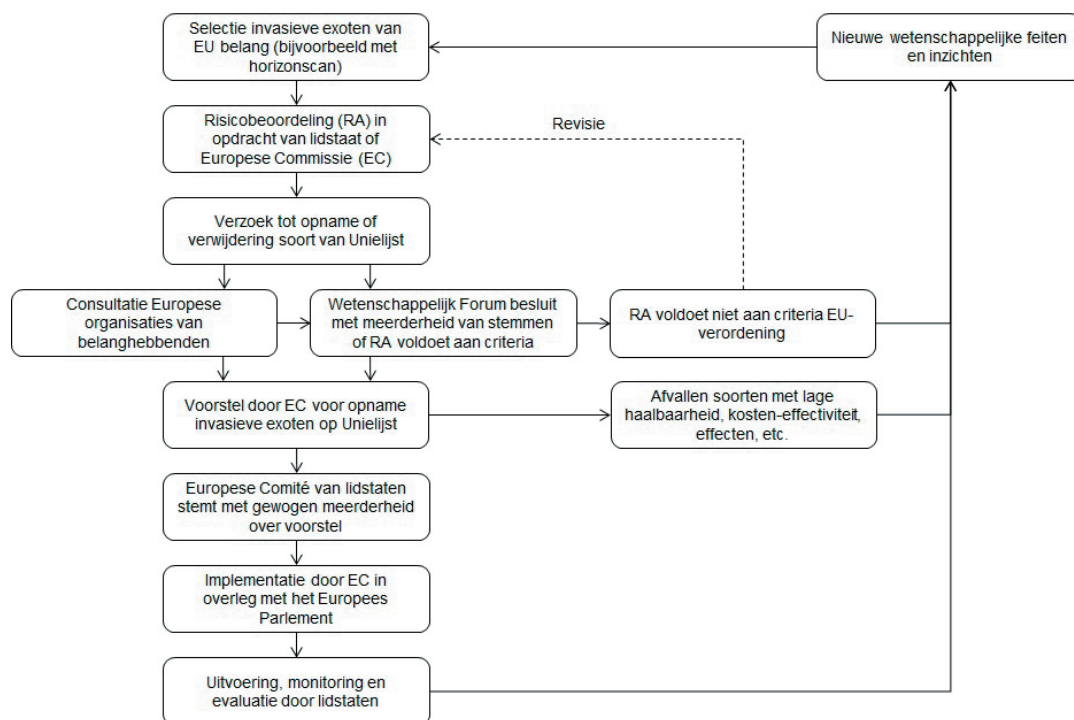 Selectie invasieve exoten van
EU belang (bijvoorbeeld met
horizonscan)
Nieuwe wetenschappelijke feiten
en inzichten
Risicobeoordeling (RA) in
opdracht van lidstaat of
Europese Commissie (EC)
Revisie
Verzoek tot opname of
verwijdering soort van Unielijst
Consultatie Europese
organisaties van
belanghebbenden
Wetenschappelijk Forum besluit
met meerderheid van stemmen
of RA voldoet aan criteria
RA voldoet niet aan criteria EU-
verordening
Voorstel door EC voor opname
invasieve exoten op Unielijst
Afvallen soorten met lage
haalbaarheid, kosten-effectiviteit,
effecten, etc.
Europese Comité van lidstaten
stemt met gewogen meerderheid
over voorstel
Implementatie door EC in
overleg met het Europees
Parlement
Uitvoering, monitoring en
evaluatie door lidstaten